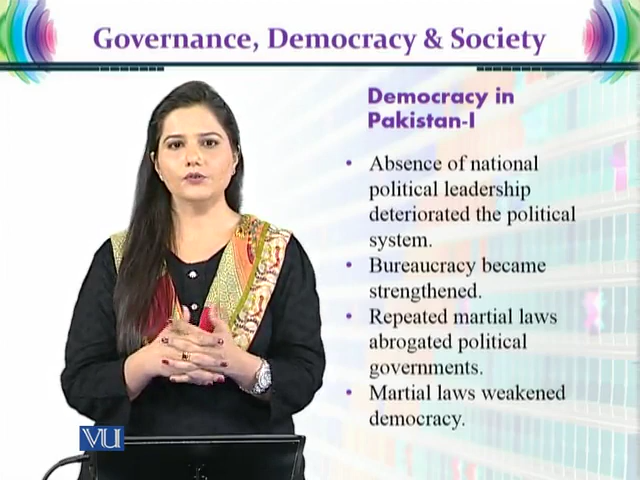 Governance, Democracy & Society
Democracy in
Pakistan-I
• Absence of national
political leadership
deteriorated the political
system.
• Bureaucracy became
strengthened.
• Repeated martial laws
abrogated political
governments.
• Martial laws weakened
democracy.
VU